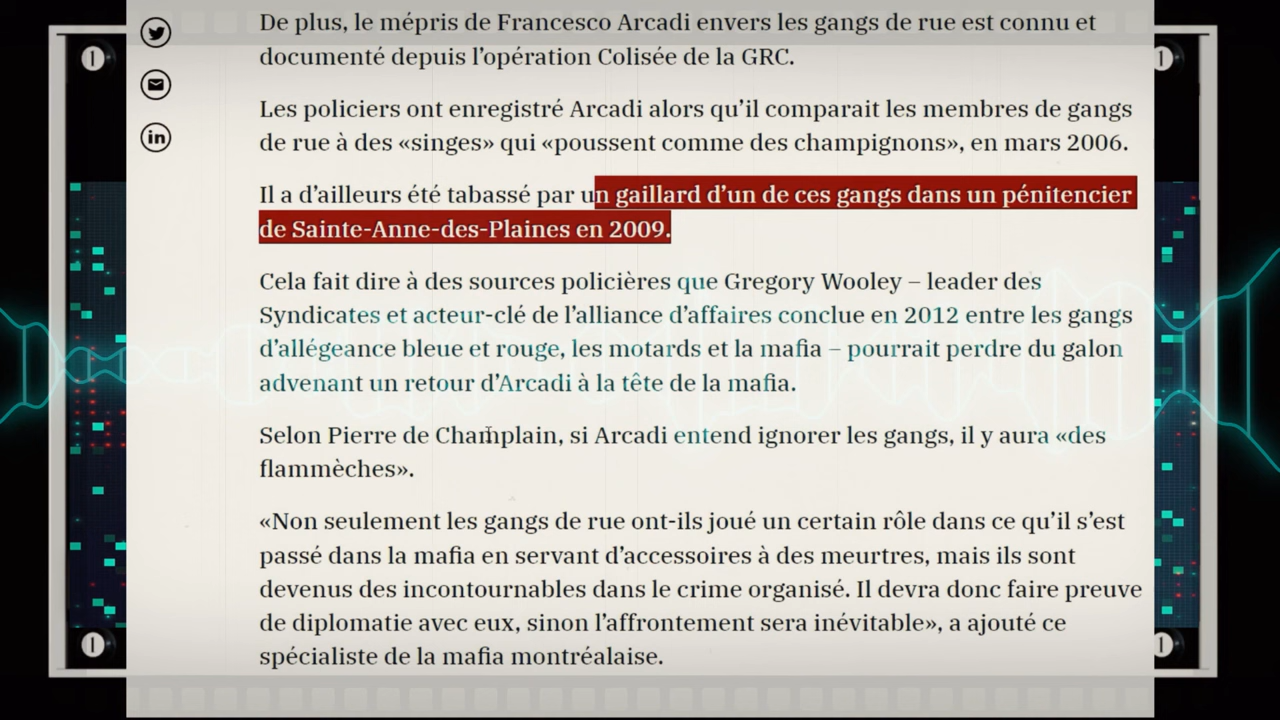 De plus, le mépris de Francesco Arcadi envers les gangs de rue est connu et
documenté depuis l’opération Colisée de la GRC.
Les policiers ont enregistré Arcadi alors qu’il comparait les membres de gangs
de rue à des «singes» qui «poussent comme des champignons», en mars 2006.
Il a d’ailleurs été tabassé par un gaillard d’un de ces gangs dans un pénitencier
de Sainte-Anne-des-Plaines en 2009.
Cela fait dire à des sources policières que Gregory Wooley – leader des
Syndicates et acteur-clé de l’alliance d’affaires conclue en 2012 entre les gangs
d’allégeance bleue et rouge, les motards et la mafia – pourrait perdre du galon
advenant un retour d’Arcadi à la tête de la mafia.
Selon Pierre de Champlain, si Arcadi entend ignorer les gangs, il y aura «des
flammèches».
«Non seulement les gangs de rue ont-ils joué un certain rôle dans ce qu’il s’est
passé dans la mafia en servant d’accessoires à des meurtres, mais ils sont
devenus des incontournables dans le crime organisé. Il devra donc faire preuve
de diplomatie avec eux, sinon l’affrontement sera inévitable», a ajouté ce
spécialiste de la mafia montréalaise.